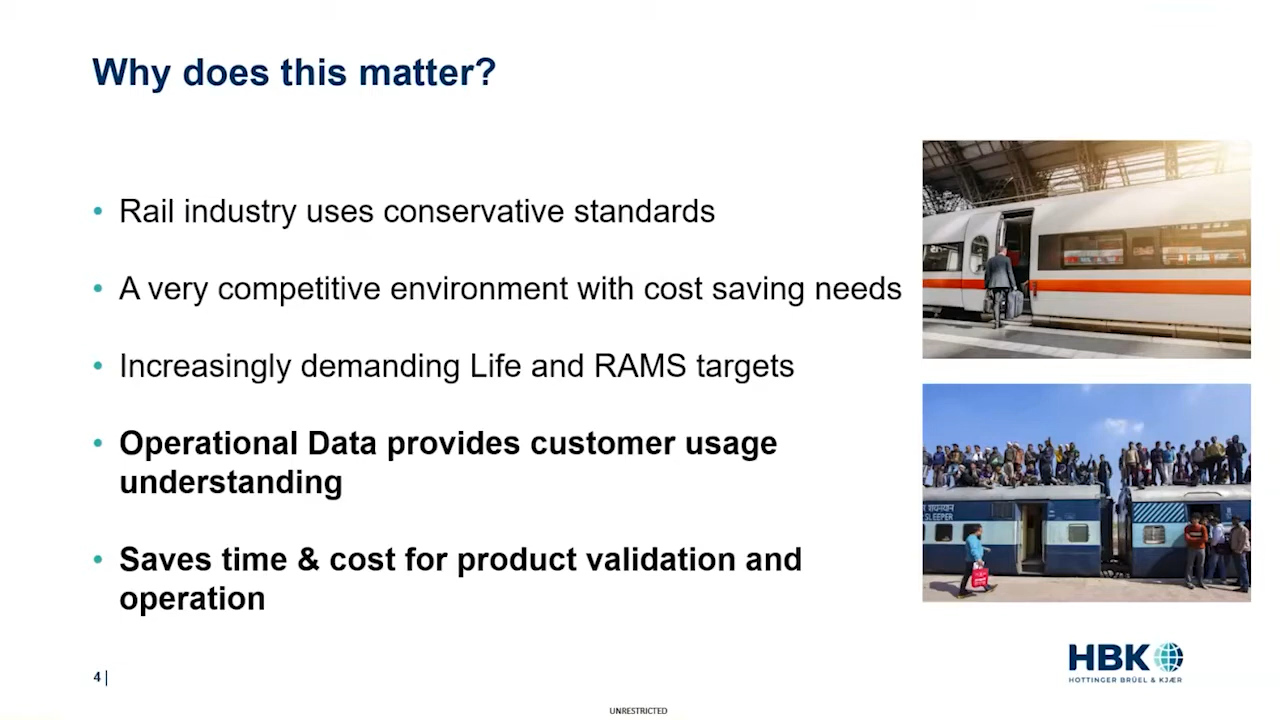 Why does this matter?
• Rail industry uses conservative standards
• A very competitive environment with cost saving needs
• Increasingly demanding Life and RAMS targets
• Operational Data provides customer usage
understanding
• Saves time & cost for product validation and
operation
शयनयान
SLEEPER
HBK
HOTTINGER BRÜEL & KJÆR
4 |
UNRESTRICTED